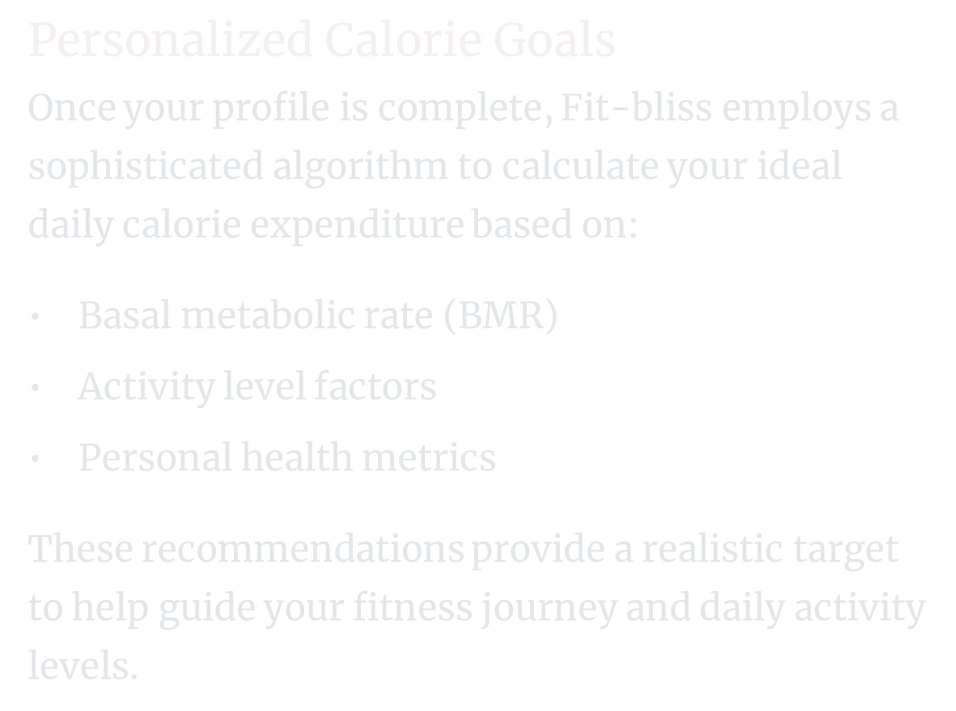 Personalized Calorie Goals
Once your profile is complete, Fit-bliss employs a
sophisticated algorithm to calculate your ideal
daily calorie expenditure based on:
• Basal metabolic rate (BMR)
• Activity level factors
• Personal health metrics
These recommendations provide a realistic target
to help guide your fitness journey and daily activity
levels.